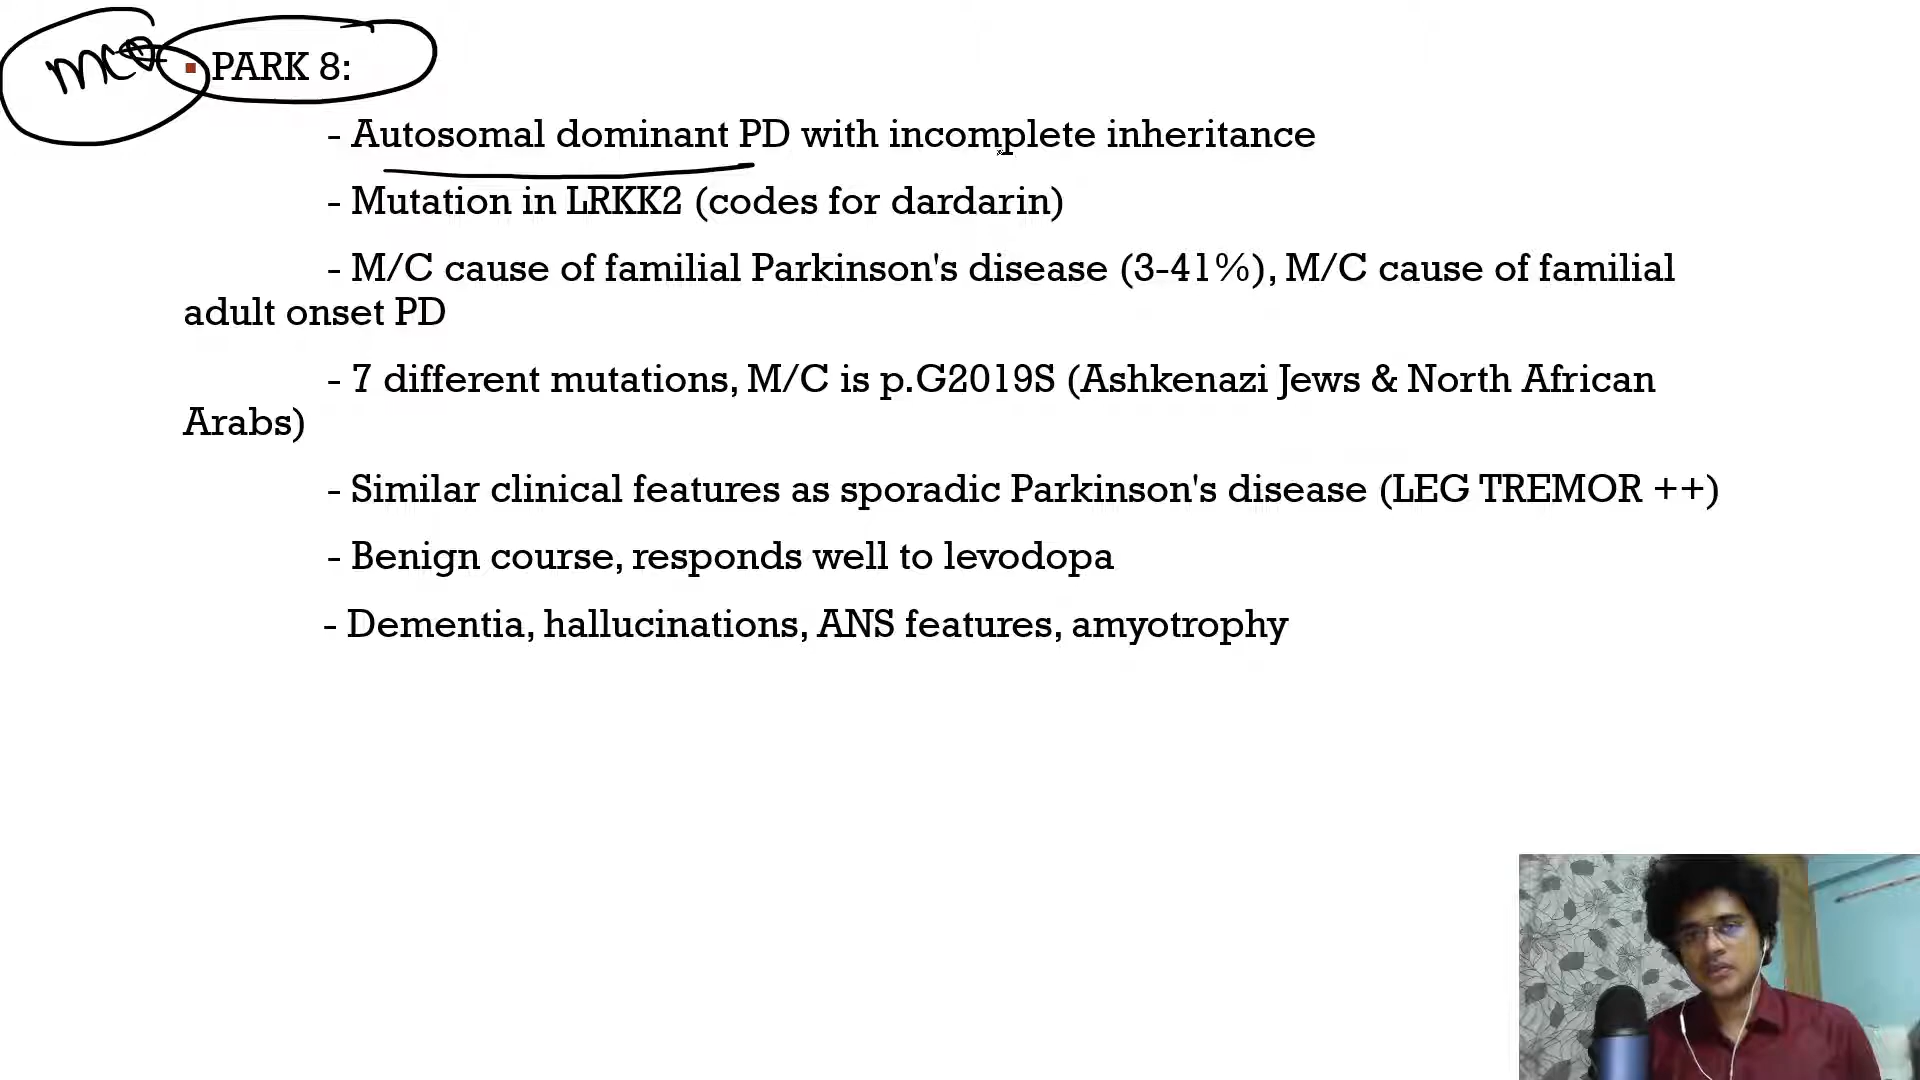 mcq
PARK 8:
- Autosomal dominant PD with incomplete inheritance
- Mutation in LRKK2 (codes for dardarin)
- M/C cause of familial Parkinson's disease (3-41%), M/C cause of familial
adult onset PD
- 7 different mutations, M/C is p.G2019S (Ashkenazi Jews & North African
Arabs)
- Similar clinical features as sporadic Parkinson's disease (LEG TREMOR ++)
- Benign course, responds well to levodopa
- Dementia, hallucinations, ANS features, amyotrophy